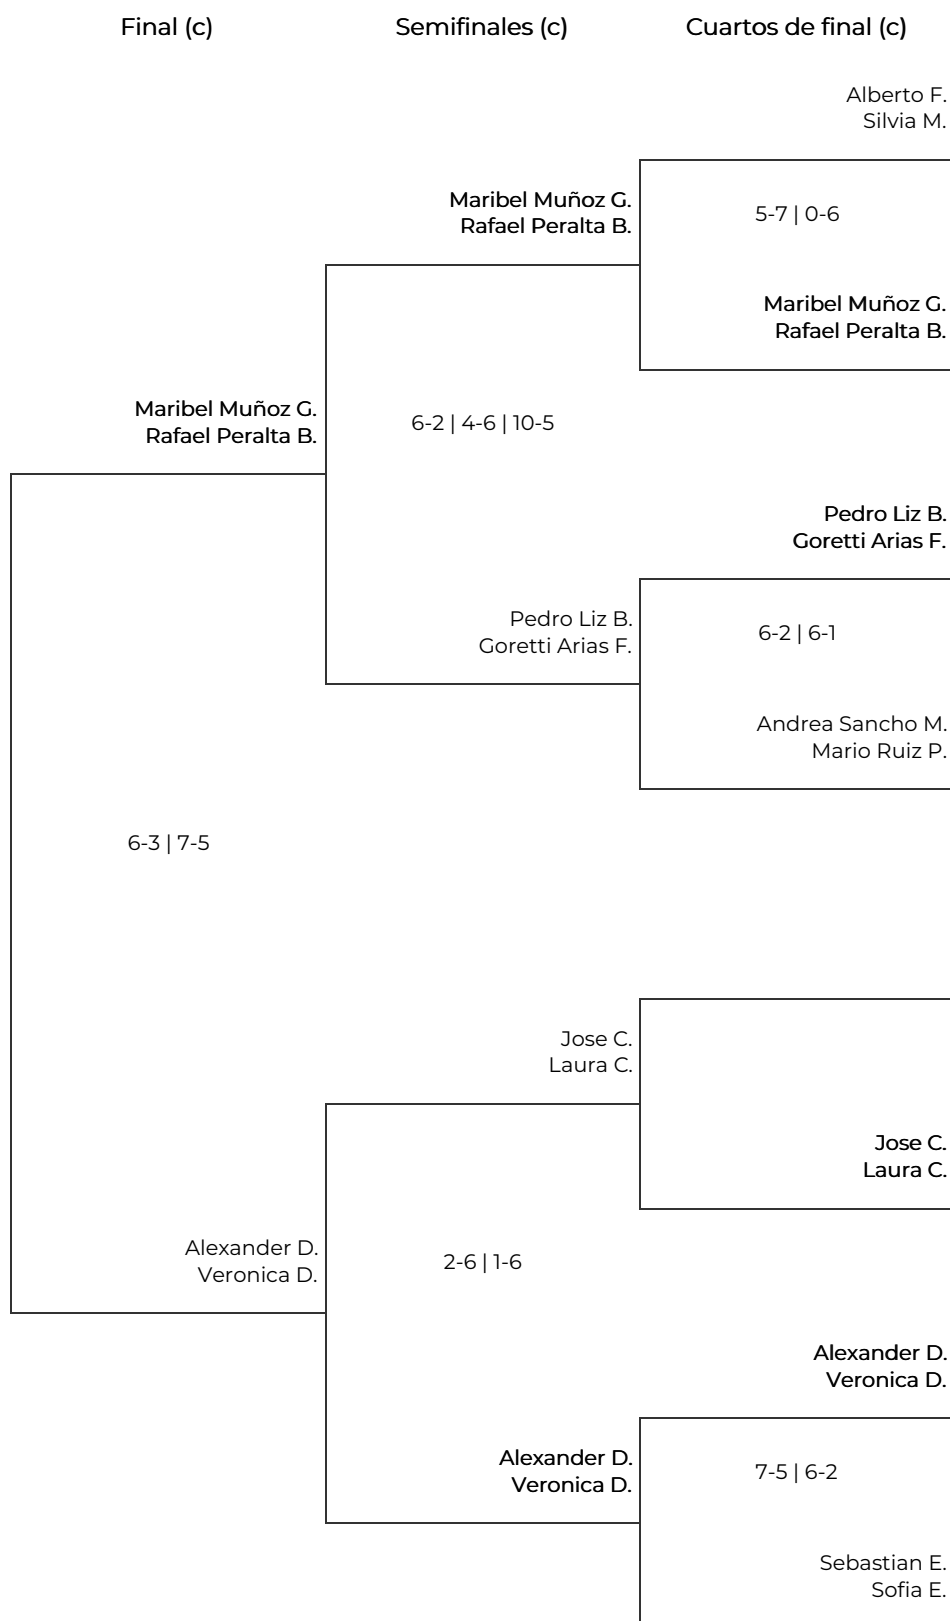 Final (c)
Semifinales (c)
Cuartos de final (c)
Alberto F.
Silvia M.
Maribel Muñoz G.
Rafael Peralta B.
5-7 | 0-6
Maribel Muñoz G.
Rafael Peralta B.
Maribel Muñoz G.
Rafael Peralta B.
6-2 | 4-6 | 10-5
Pedro Liz B.
Goretti Arias F.
Pedro Liz B.
Goretti Arias F.
6-2 | 6-1
Andrea Sancho M.
Mario Ruiz P.
6-3 | 7-5
Jose C.
Laura C.
Jose C.
Laura C.
Alexander D.
Veronica D.
2-6 | 1-6
Alexander D.
Veronica D.
Alexander D.
Veronica D.
7-5 | 6-2
Sebastian E.
Sofia E.